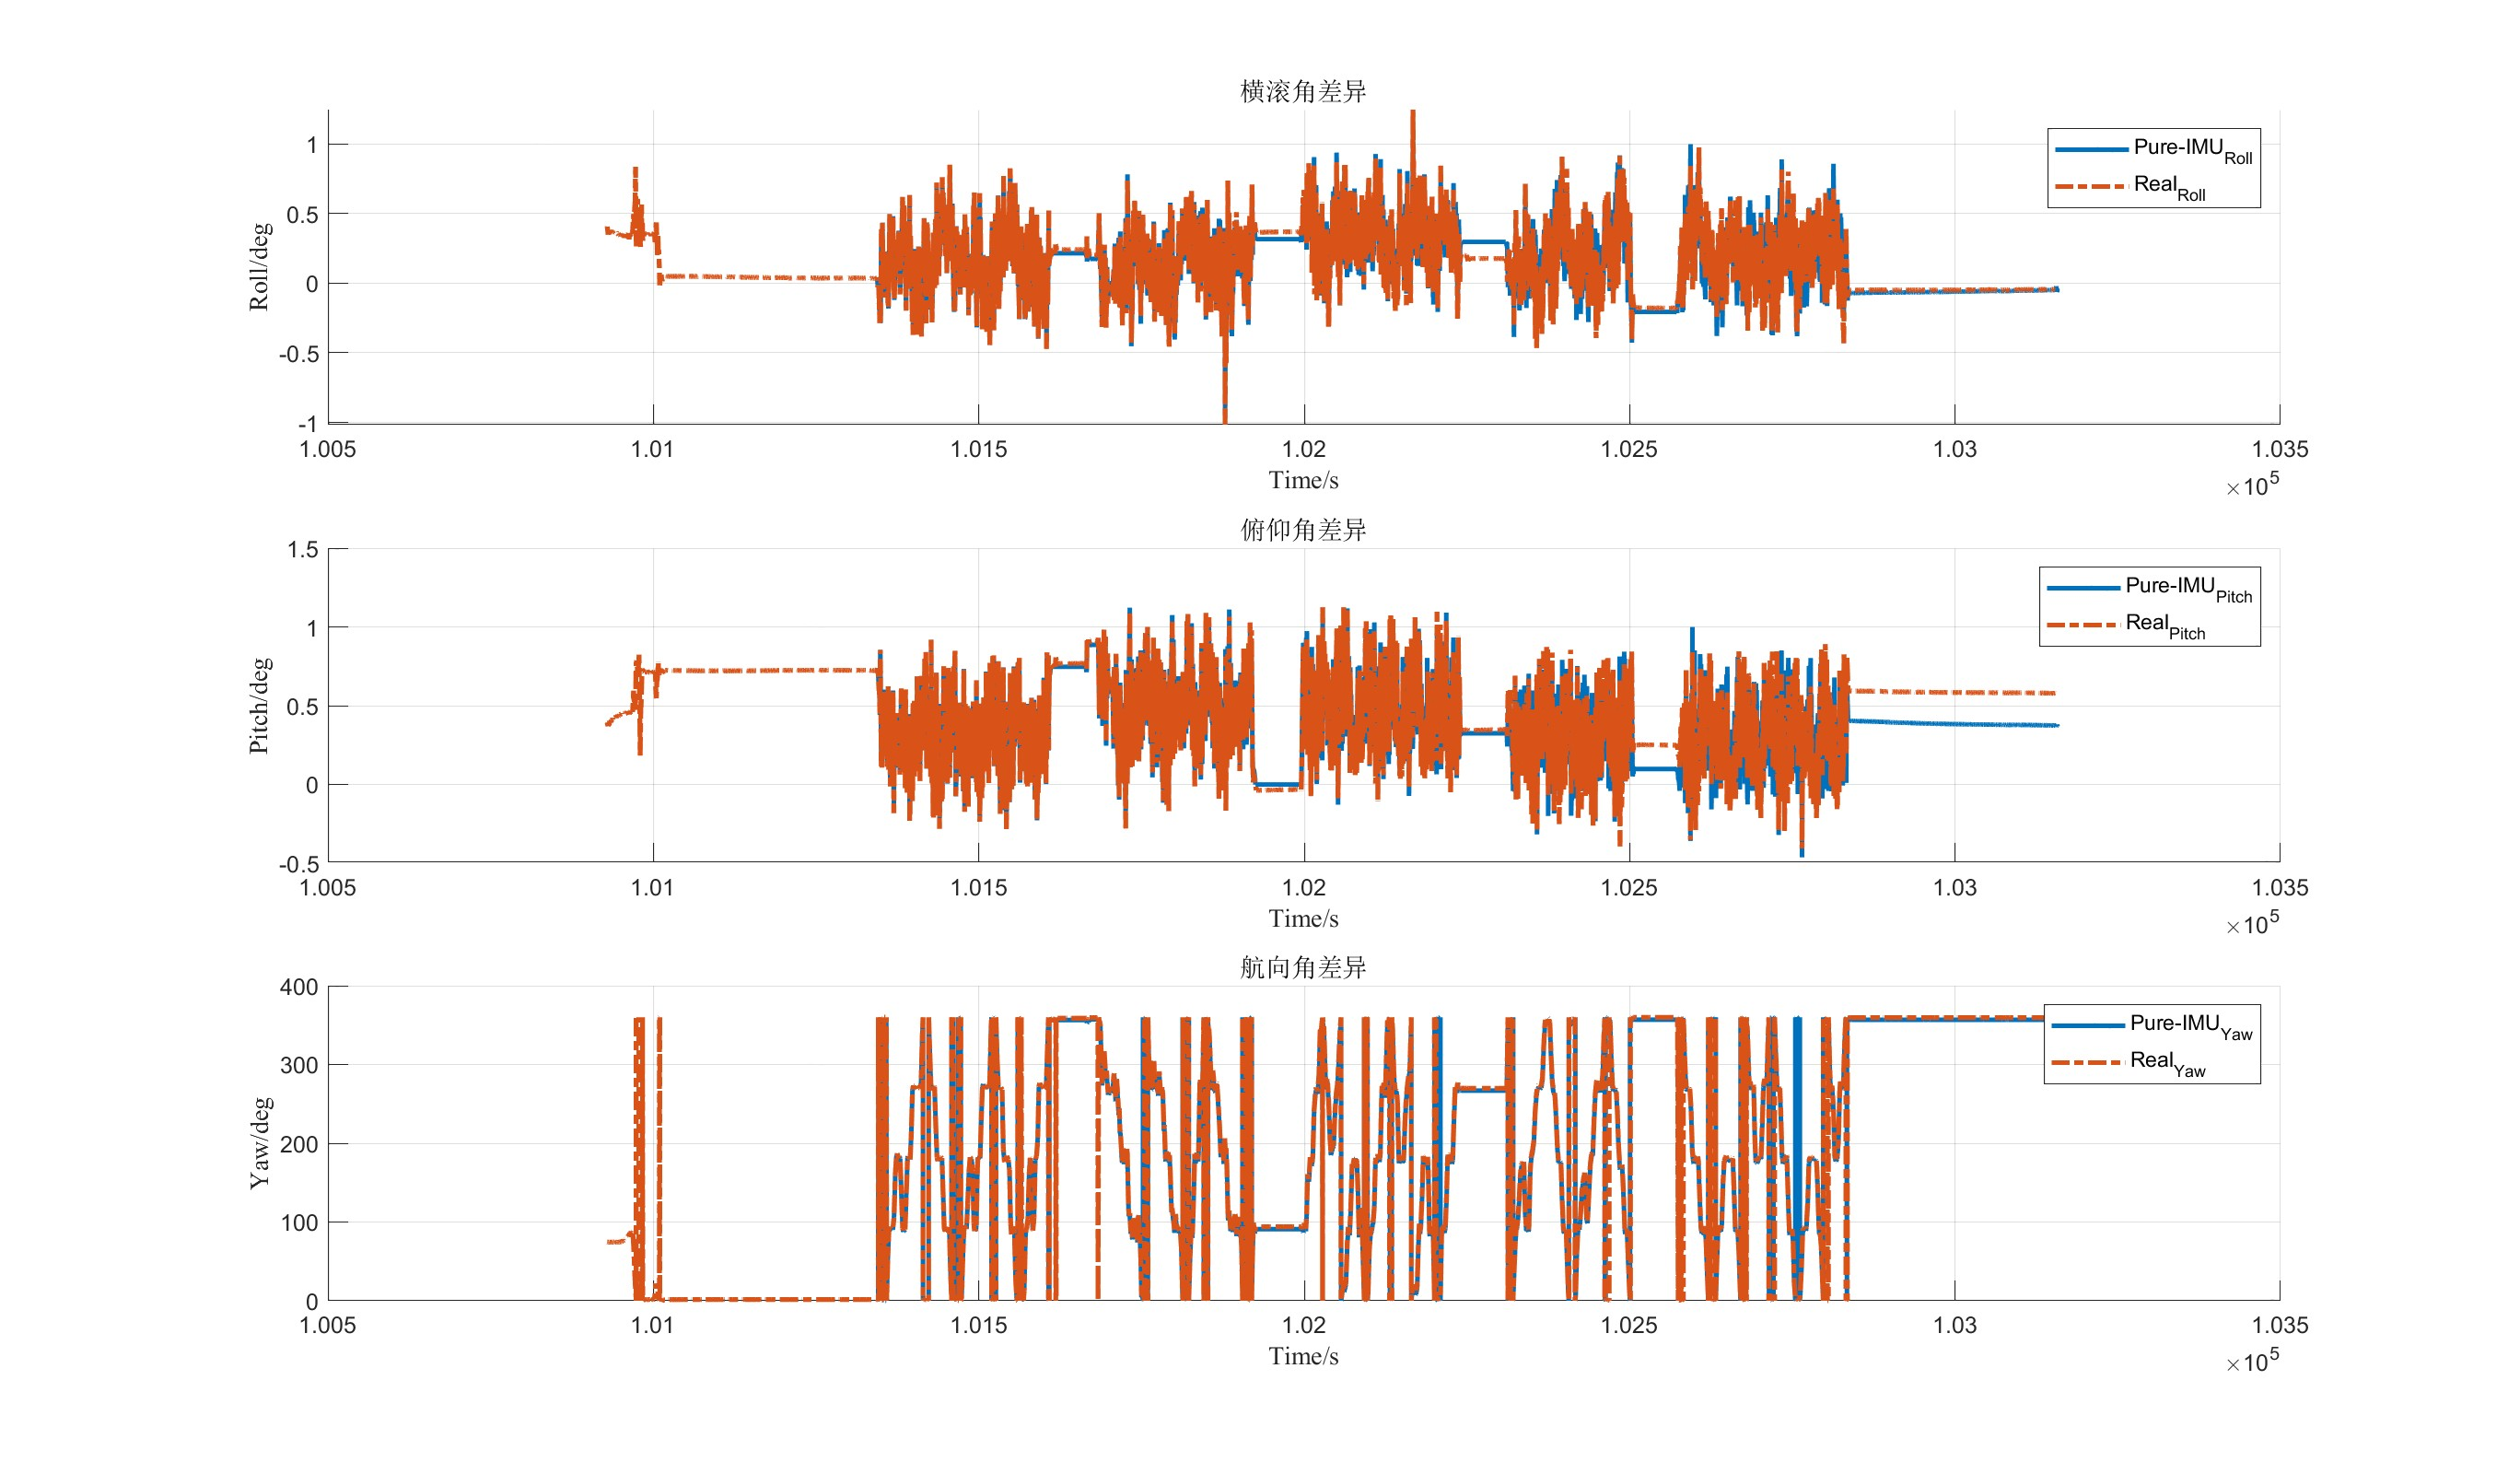 横滚角差异
1
0.5
0
-0.5
-1
Roll/deg
Pure-IMU_Roll
Real_Roll
1.005 1.01 1.015 1.02 1.025 1.03 1.035
Time/s
×10^5
俯仰角差异
1.5
1
0.5
0
-0.5
Pitch/deg
Pure-IMU_Pitch
Real_Pitch
1.005 1.01 1.015 1.02 1.025 1.03 1.035
Time/s
×10^5
航向角差异
400
300
200
100
0
Yaw/deg
Pure-IMU_Yaw
Real_Yaw
1.005 1.01 1.015 1.02 1.025 1.03 1.035
Time/s
×10^5